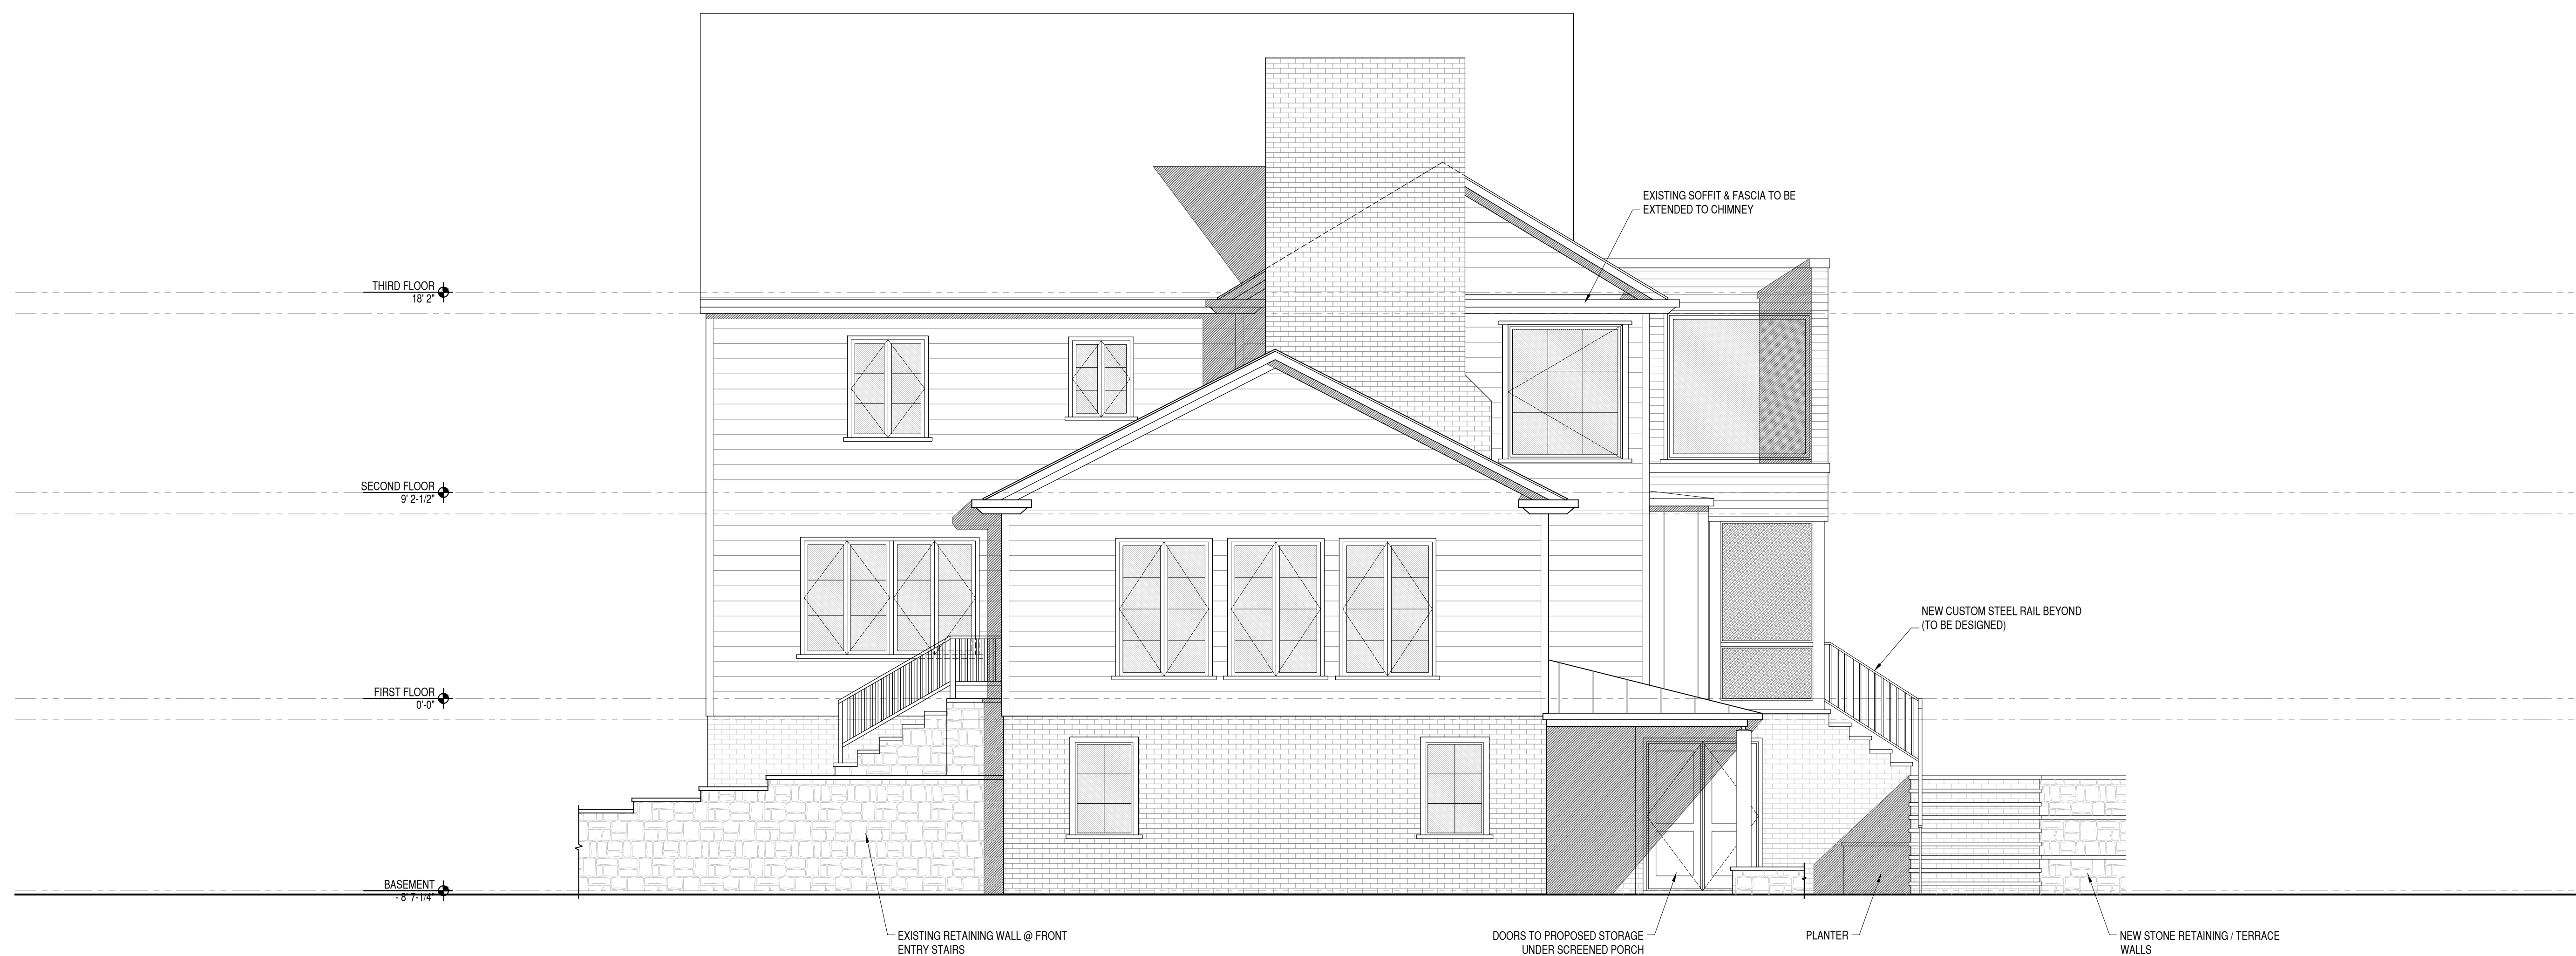 EXISTING SOFFIT & FASCIA TO BE
EXTENDED TO CHIMNEY
THIRD FLOOR
18' 2"
SECOND FLOOR
9' 2-1/2"
NEW CUSTOM STEEL RAIL BEYOND
(TO BE DESIGNED)
FIRST FLOOR
0'-0"
BASEMENT
- 8' 7-1/4"
EXISTING RETAINING WALL @ FRONT
ENTRY STAIRS
DOORS TO PROPOSED STORAGE
UNDER SCREENED PORCH
PLANTER
NEW STONE RETAINING / TERRACE
WALLS